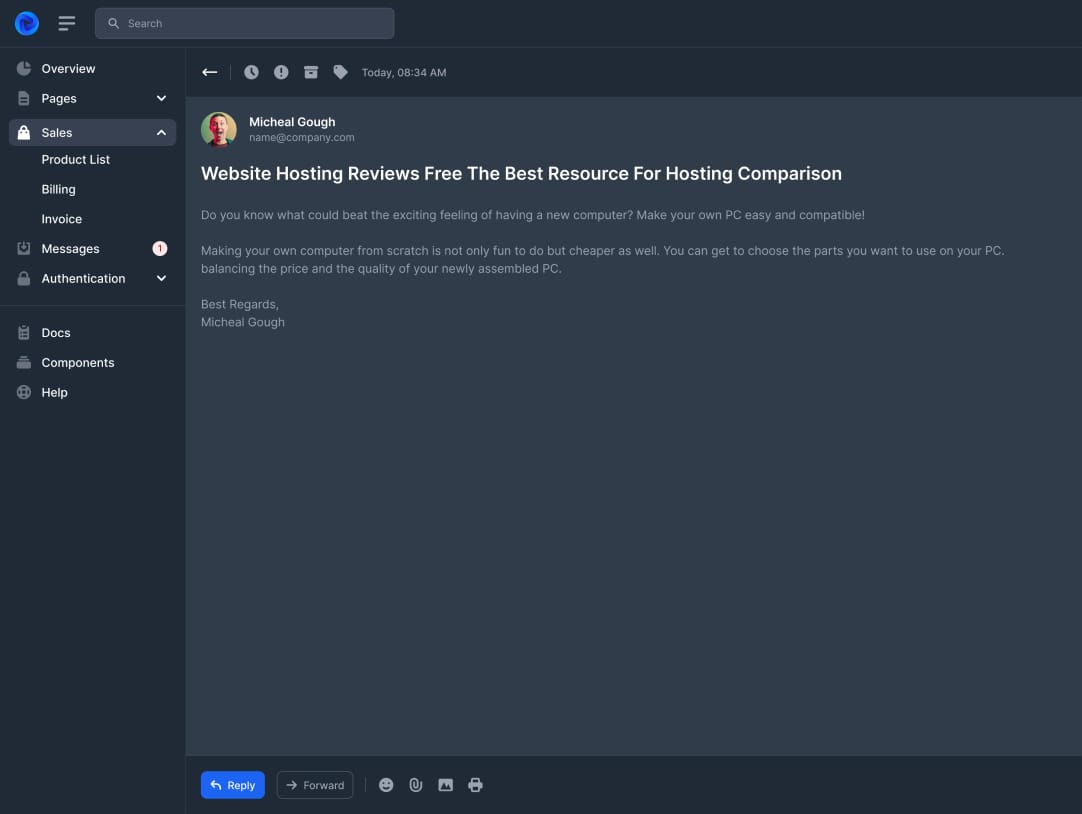 Search
Overview
Pages
Sales
Product List
Billing
Invoice
Messages 1
Authentication
Docs
Components
Help
Today, 08:34 AM
Micheal Gough
name@company.com
Website Hosting Reviews Free The Best Resource For Hosting Comparison
Do you know what could beat the exciting feeling of having a new computer? Make your own PC easy and compatible!
Making your own computer from scratch is not only fun to do but cheaper as well. You can get to choose the parts you want to use on your PC.
balancing the price and the quality of your newly assembled PC.
Best Regards,
Micheal Gough
Reply
Forward